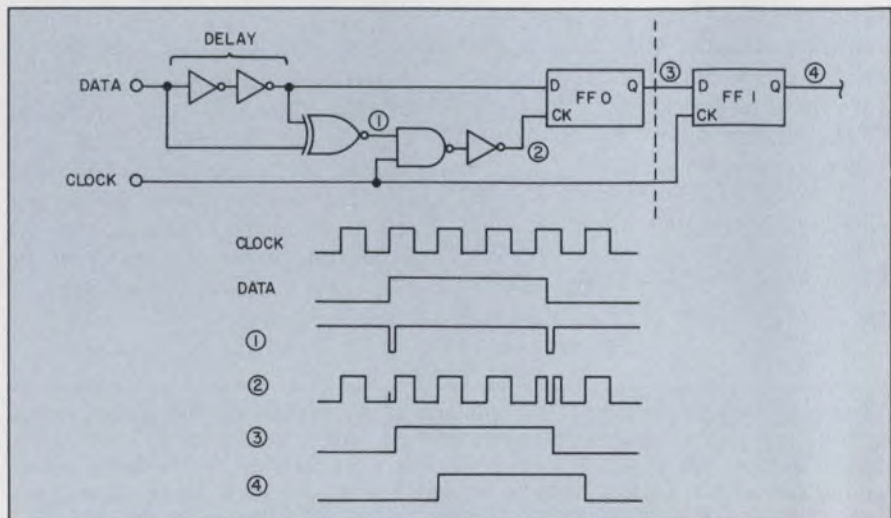 DELAY
DATA
D Q ③ D Q ④
FF 0 FF 1
① CK CK
②
CLOCK
CLOCK
DATA
①
②
③
④